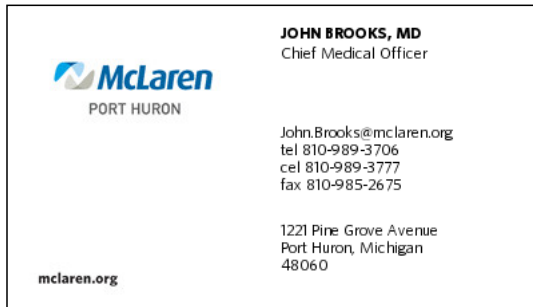 McLaren
PORT HURON
mclaren.org
JOHN BROOKS, MD
Chief Medical Officer
John.Brooks@mclaren.org
tel 810-989-3706
cel 810-989-3777
fax 810-985-2675
1221 Pine Grove Avenue
Port Huron, Michigan
48060